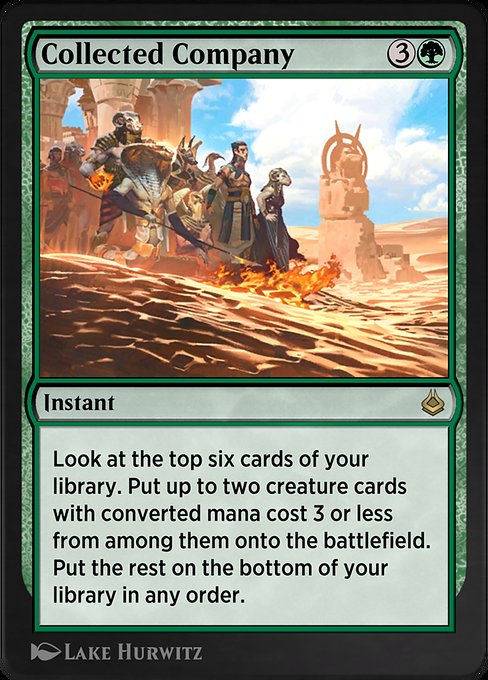 Collected Company 3
Instant
Look at the top six cards of your
library. Put up to two creature cards
with converted mana cost 3 or less
from among them onto the battlefield.
Put the rest on the bottom of your
library in any order.
Lake Hurwitz